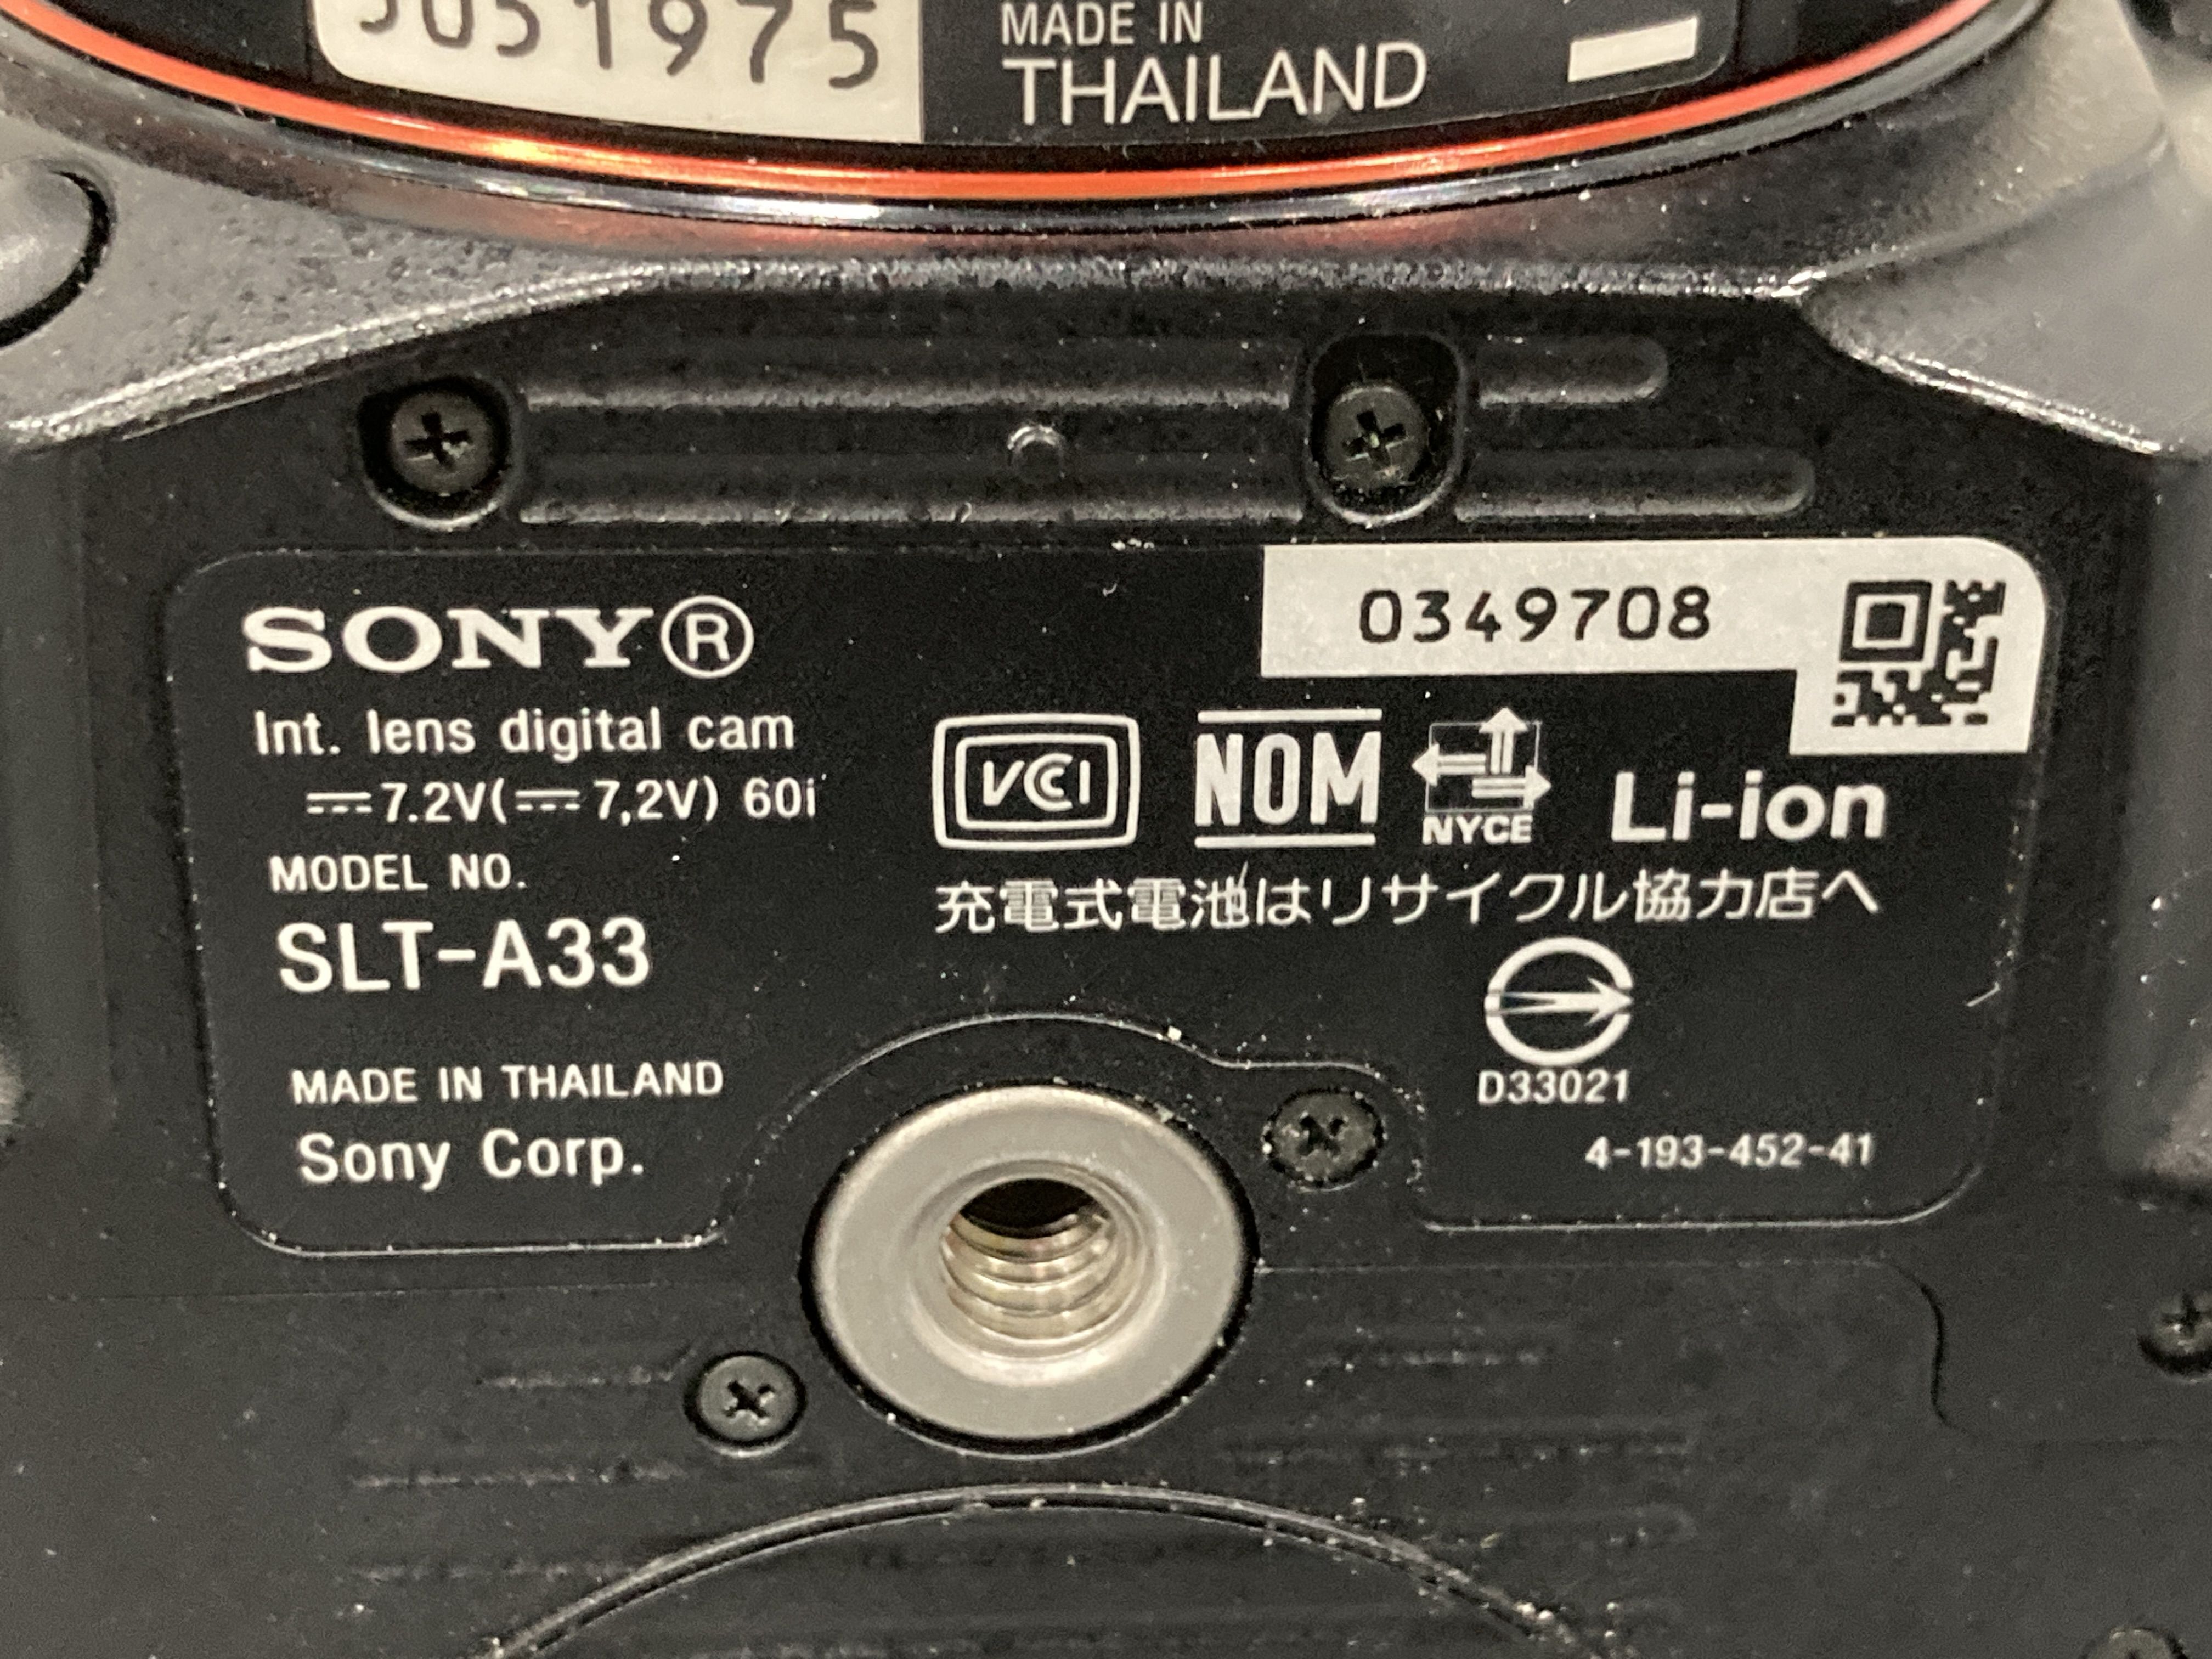 5051975
MADE IN
THAILAND
0349708
SONY®
Int. lens digital cam
⎓7.2V(⎓7,2V) 60i
MODEL NO.
SLT-A33
MADE IN THAILAND
Sony Corp.
VCCI
NOM
NYCE
Li-ion
充電式電池はリサイクル協力店へ
D33021
4-193-452-41